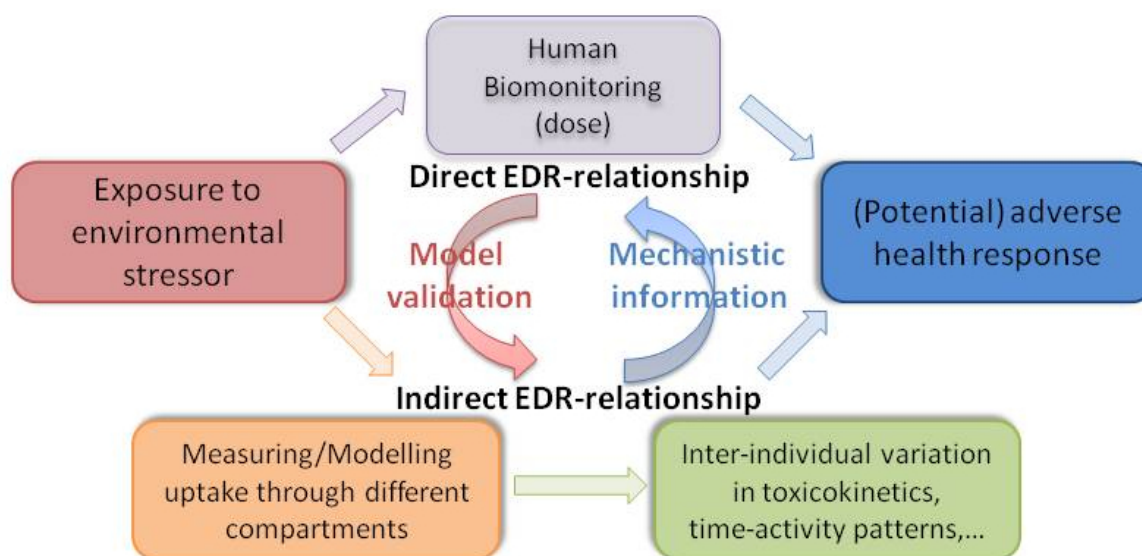 Human
Biomonitoring
(dose)
Direct EDR-relationship
Exposure to
environmental
stressor
(Potential) adverse
health response
Model
validation
Mechanistic
information
Indirect EDR-relationship
Measuring/Modelling
uptake through different
compartments
Inter-individual variation
in toxicokinetics,
time-activity patterns,...